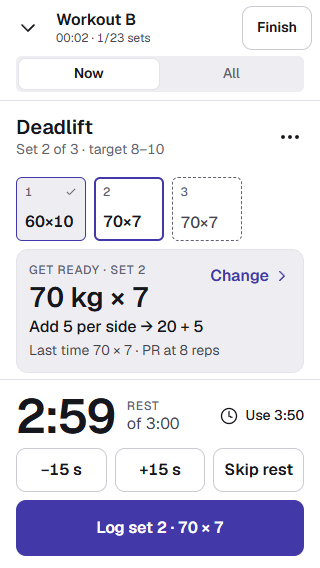 Workout B
00:02 · 1/23 sets
Finish
Now
All
Deadlift
Set 2 of 3 · target 8–10
1
60×10
2
70×7
3
70×7
GET READY · SET 2
Change
70 kg × 7
Add 5 per side → 20 + 5
Last time 70 × 7 · PR at 8 reps
2:59
REST
of 3:00
Use 3:50
−15 s
+15 s
Skip rest
Log set 2 · 70 × 7